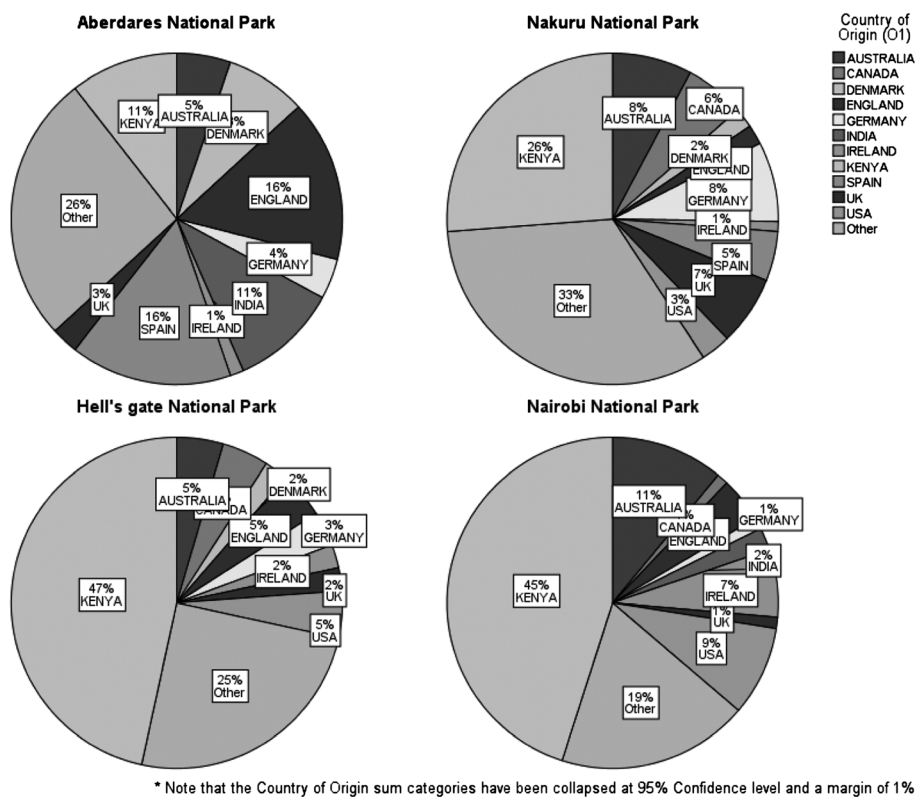 Aberdares National Park
5%
AUSTRALIA
DENMARK
16%
ENGLAND
4%
GERMANY
11%
INDIA
1%
IRELAND
16%
SPAIN
3%
UK
26%
Other
11%
KENYA
Nakuru National Park
8%
AUSTRALIA
6%
CANADA
2%
DENMARK
ENGLAND
8%
GERMANY
1%
IRELAND
5%
SPAIN
7%
UK
3%
USA
33%
Other
26%
KENYA
Country of
Origin (O1)
AUSTRALIA
CANADA
DENMARK
ENGLAND
GERMANY
INDIA
IRELAND
KENYA
SPAIN
UK
USA
Other
Hell's gate National Park
5%
AUSTRALIA
CANADA
2%
DENMARK
5%
ENGLAND
3%
GERMANY
2%
IRELAND
2%
UK
5%
USA
25%
Other
47%
KENYA
Nairobi National Park
11%
AUSTRALIA
CANADA
ENGLAND
1%
GERMANY
2%
INDIA
7%
IRELAND
1%
UK
9%
USA
19%
Other
45%
KENYA
* Note that the Country of Origin sum categories have been collapsed at 95% Confidence level and a margin of 1%